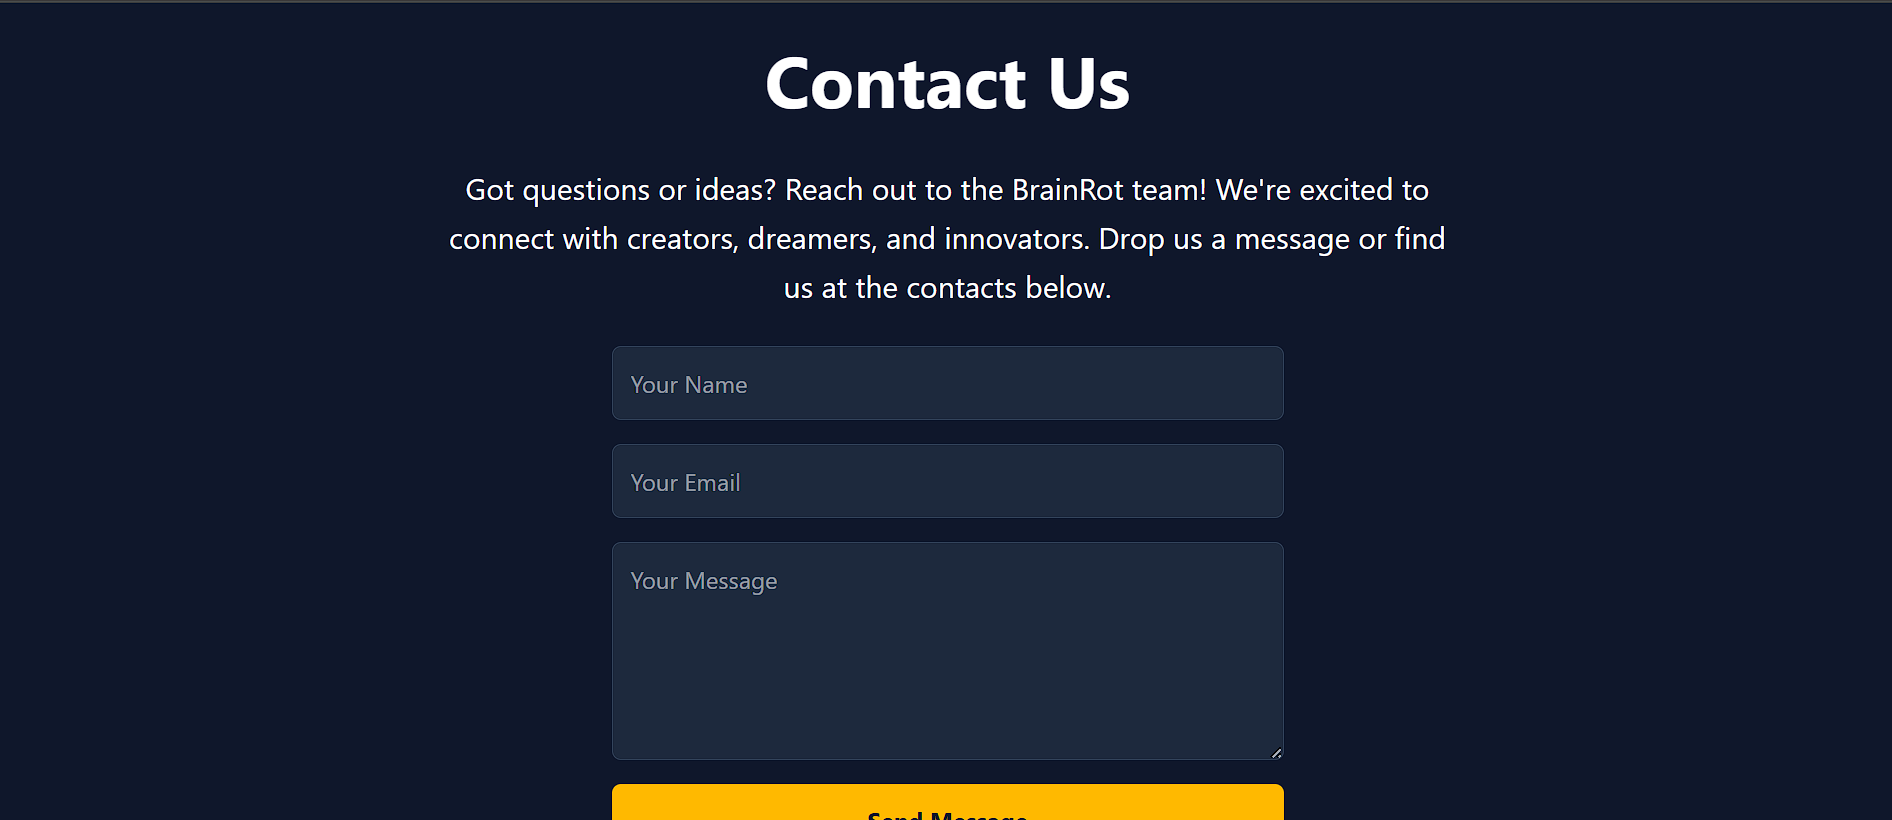 Contact Us
Got questions or ideas? Reach out to the BrainRot team! We're excited to
connect with creators, dreamers, and innovators. Drop us a message or find
us at the contacts below.
Your Name
Your Email
Your Message
Send Message